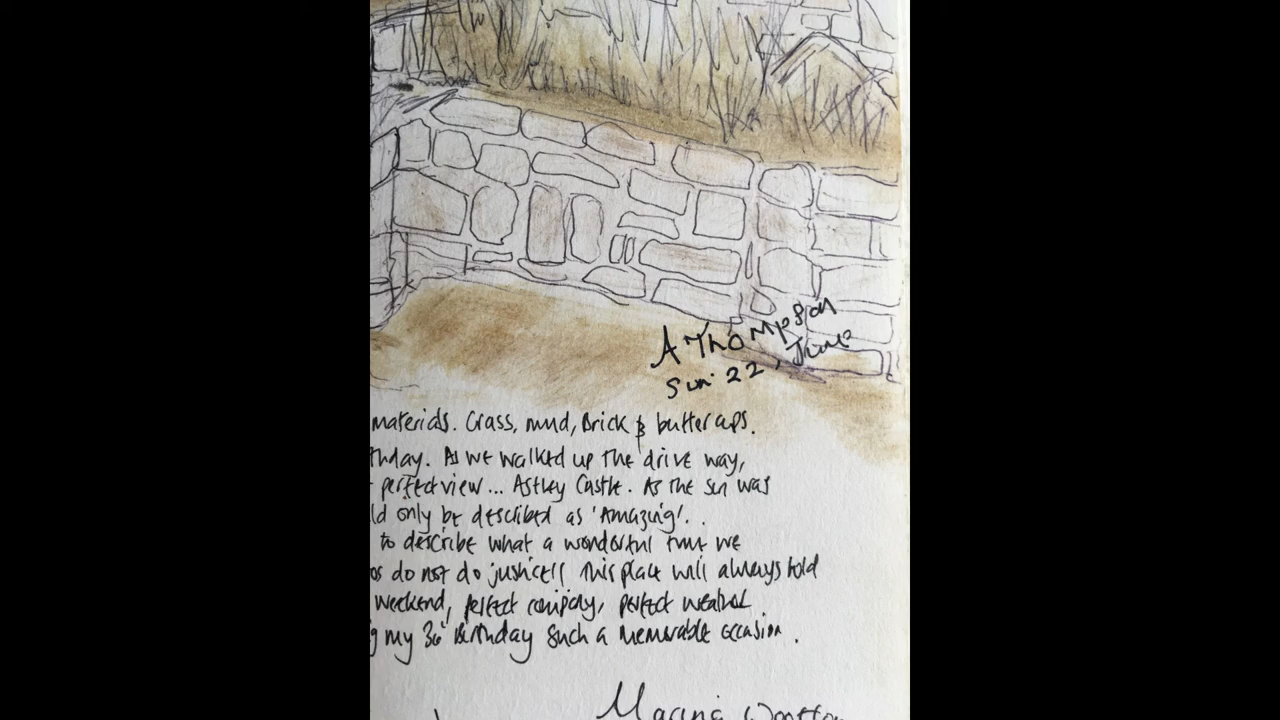 A Thompson
Sun 22, June
materials. Grass, mud, Brick & buttercups.
thday. As we walked up the drive way,
perfect view... Astley Castle. As the sun was
ld only be described as 'Amazing'..
to describe what a wonderful time we
os do not do justice!! This place will always hold
weekend, perfect company, perfect weather
g my 30th Birthday such a memorable occasion.
Marina Wootton